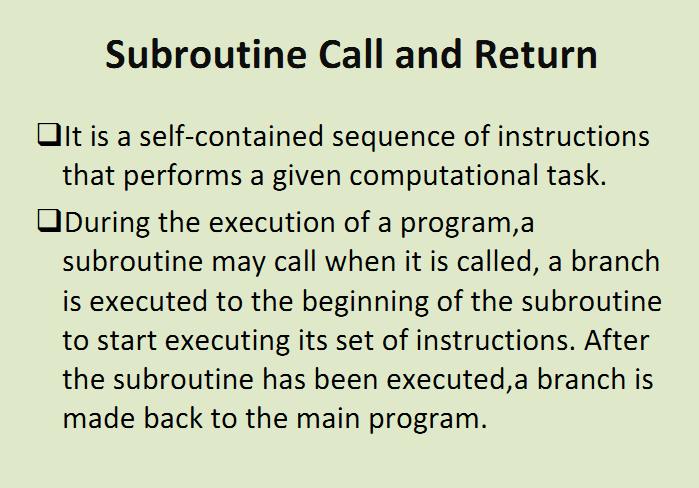 Subroutine Call and Return
❑It is a self-contained sequence of instructions
that performs a given computational task.
❑During the execution of a program,a
subroutine may call when it is called, a branch
is executed to the beginning of the subroutine
to start executing its set of instructions. After
the subroutine has been executed,a branch is
made back to the main program.